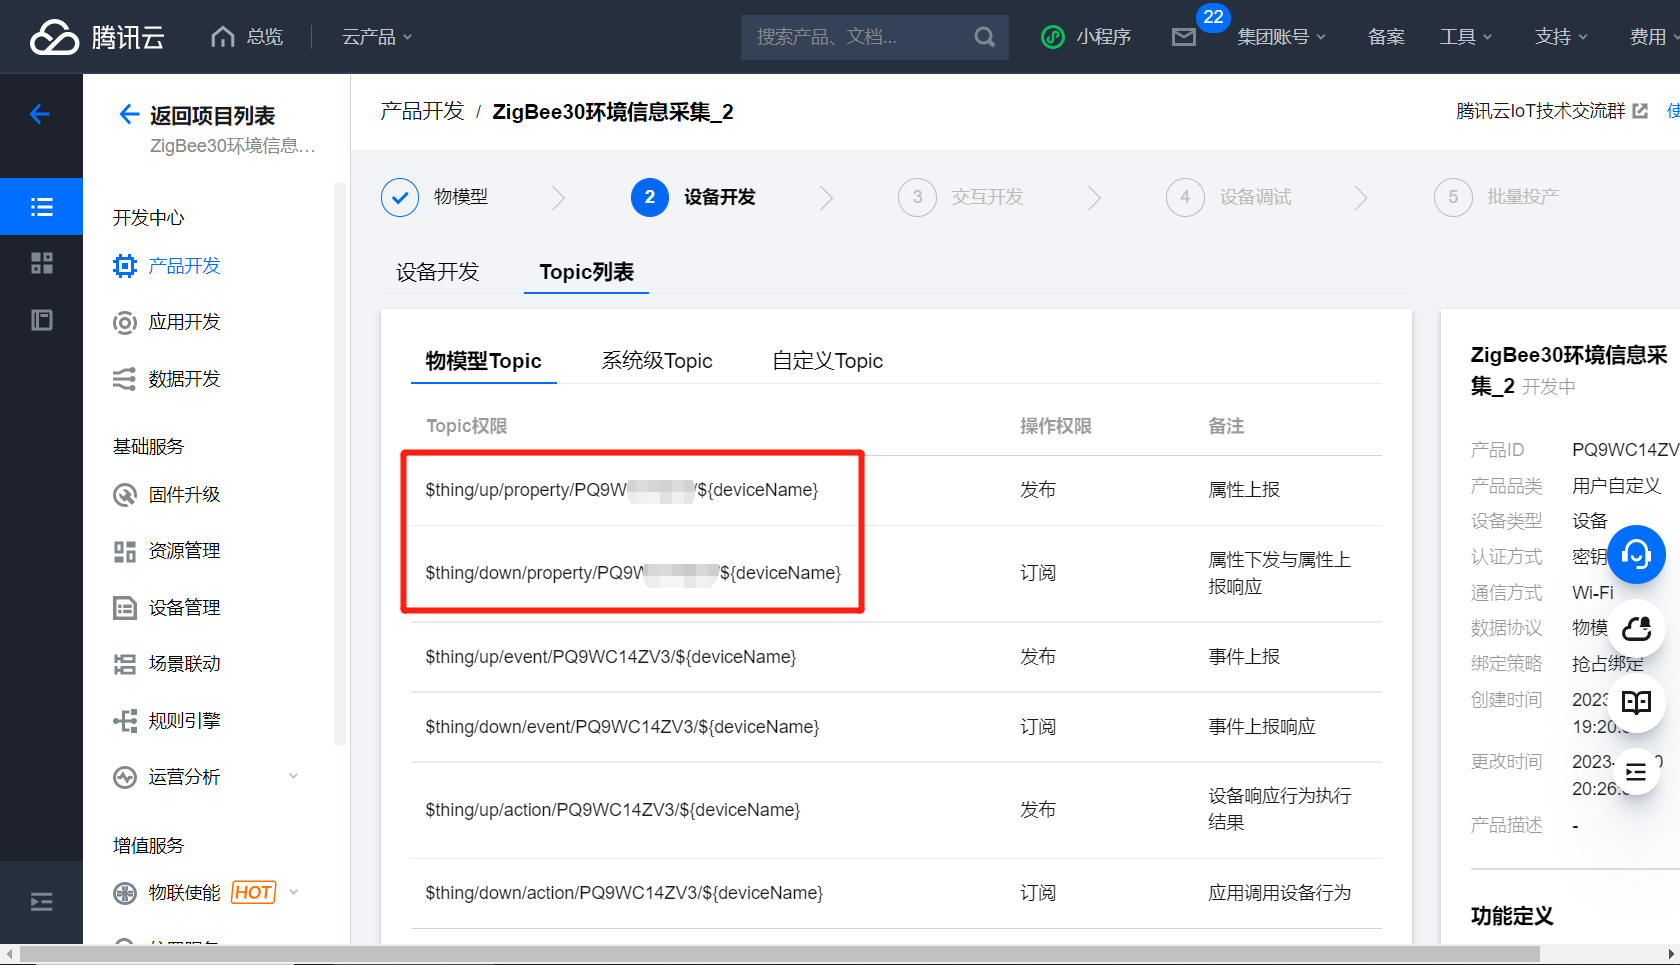 腾讯云
总览
云产品
搜索产品、文档...
小程序
22
集团账号
备案
工具
支持
费用
返回项目列表
ZigBee30环境信息...
产品开发 / ZigBee30环境信息采集_2
腾讯云IoT技术交流群
开发中心
产品开发
应用开发
数据开发
基础服务
固件升级
资源管理
设备管理
场景联动
规则引擎
运营分析
增值服务
物联使能 HOT
物模型
2 设备开发
3 交互开发
4 设备调试
5 批量投产
设备开发 Topic列表
物模型Topic 系统级Topic 自定义Topic
Topic权限 操作权限 备注
$thing/up/property/PQ9W /${deviceName} 发布 属性上报
$thing/down/property/PQ9W /${deviceName} 订阅 属性下发与属性上
报响应
$thing/up/event/PQ9WC14ZV3/${deviceName} 发布 事件上报
$thing/down/event/PQ9WC14ZV3/${deviceName} 订阅 事件上报响应
$thing/up/action/PQ9WC14ZV3/${deviceName} 发布 设备响应行为执行
结果
$thing/down/action/PQ9WC14ZV3/${deviceName} 订阅 应用调用设备行为
ZigBee30环境信息采
集_2 开发中
产品ID PQ9WC14ZV
产品品类 用户自定义
设备类型 设备
认证方式 密钥
通信方式 Wi-Fi
数据协议 物模
绑定策略 抢占绑定
创建时间 2023
19:20:
更改时间 2023- 0
20:26:
产品描述 -
功能定义